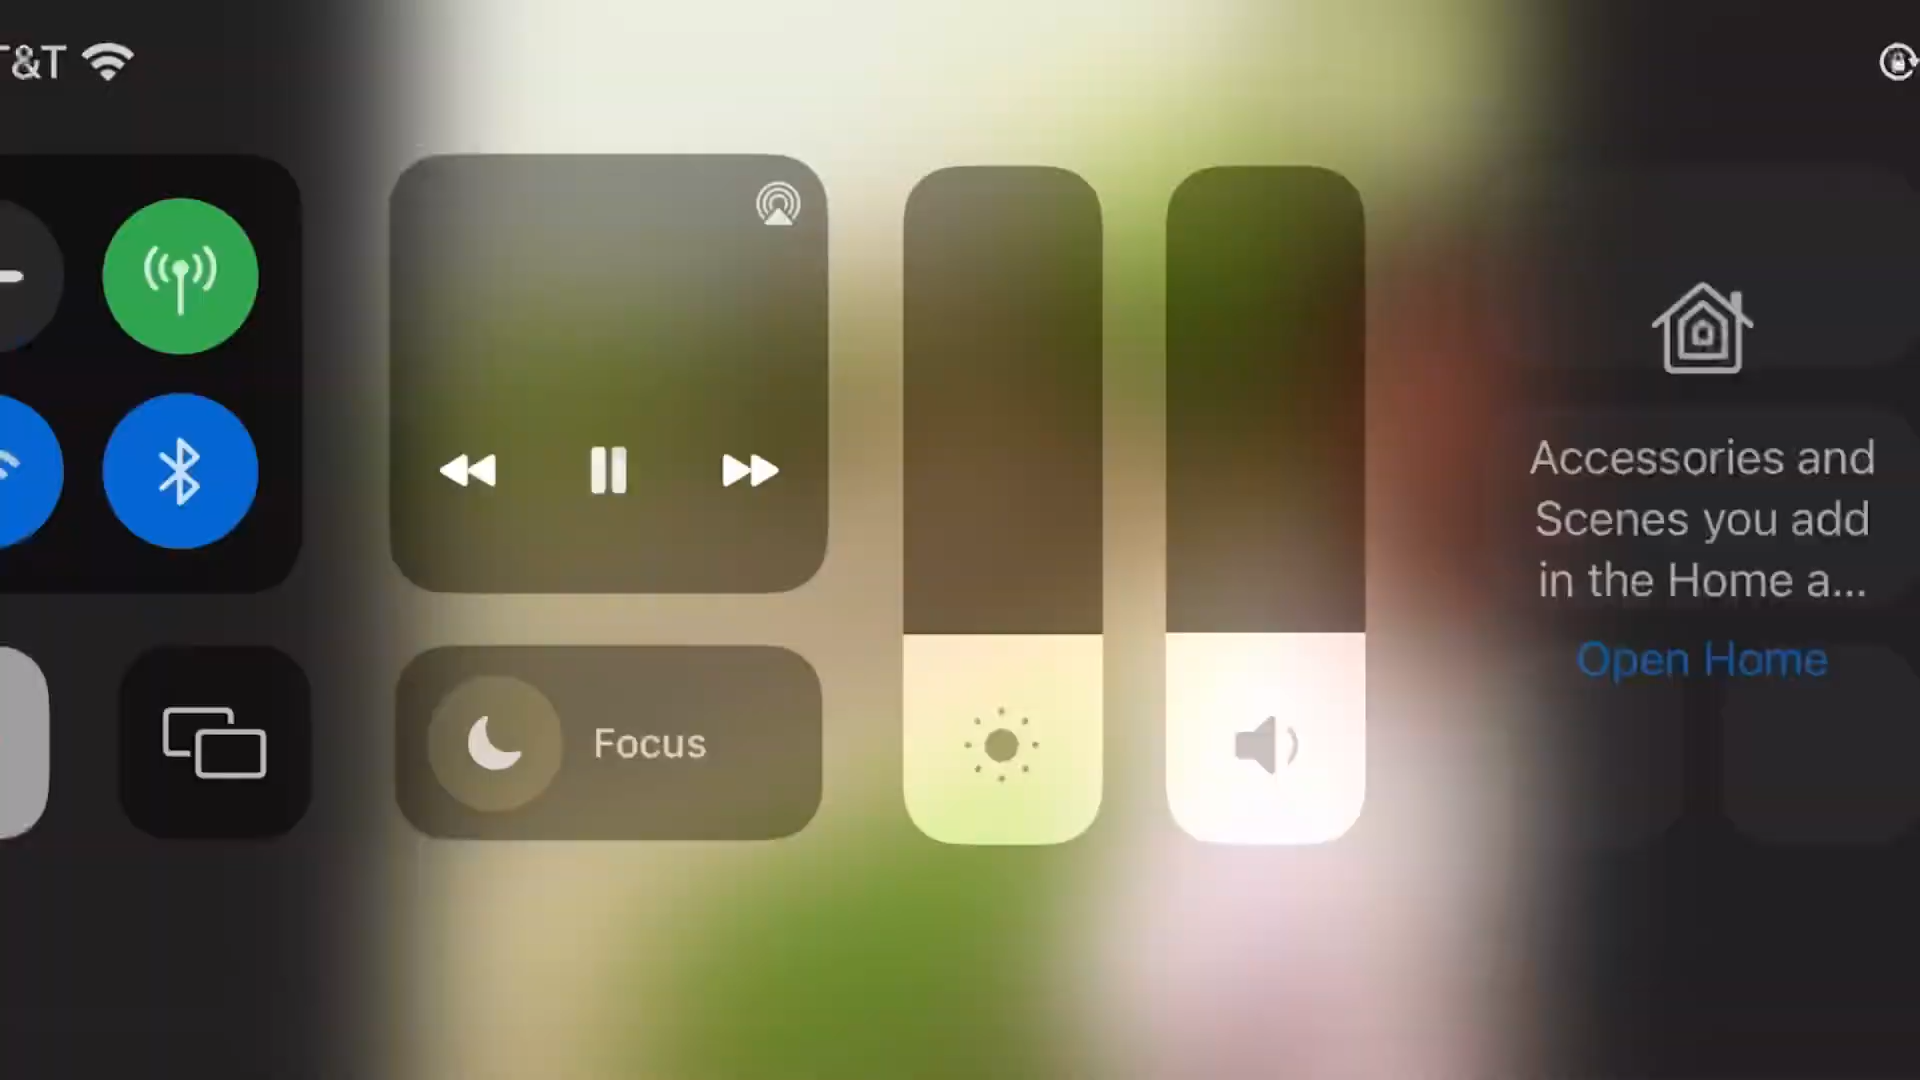 T&T
Accessories and
Scenes you add
in the Home a...
Open Home
Focus